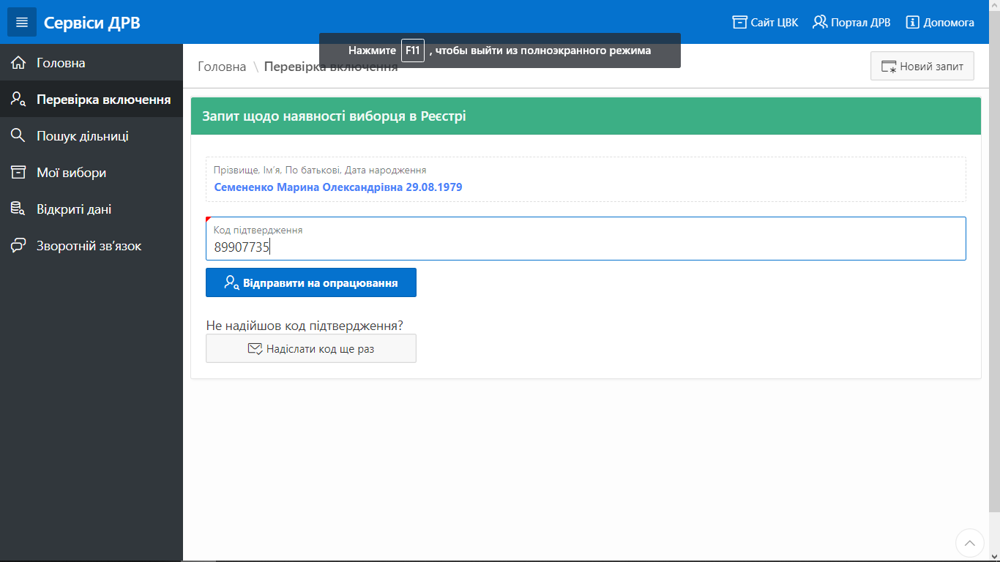 Сервіси ДРВ
Сайт ЦВК
Портал ДРВ
Допомога
Нажмите F11 , чтобы выйти из полноэкранного режима
Головна
Перевірка включення
Пошук дільниці
Мої вибори
Відкриті дані
Зворотній зв’язок
Головна \ Перевірка включення
Новий запит
Запит щодо наявності виборця в Реєстрі
Прізвище, Ім’я, По батькові, Дата народження
Семененко Марина Олександрівна 29.08.1979
Код підтвердження
89907735
Відправити на опрацювання
Не надійшов код підтвердження?
Надіслати код ще раз